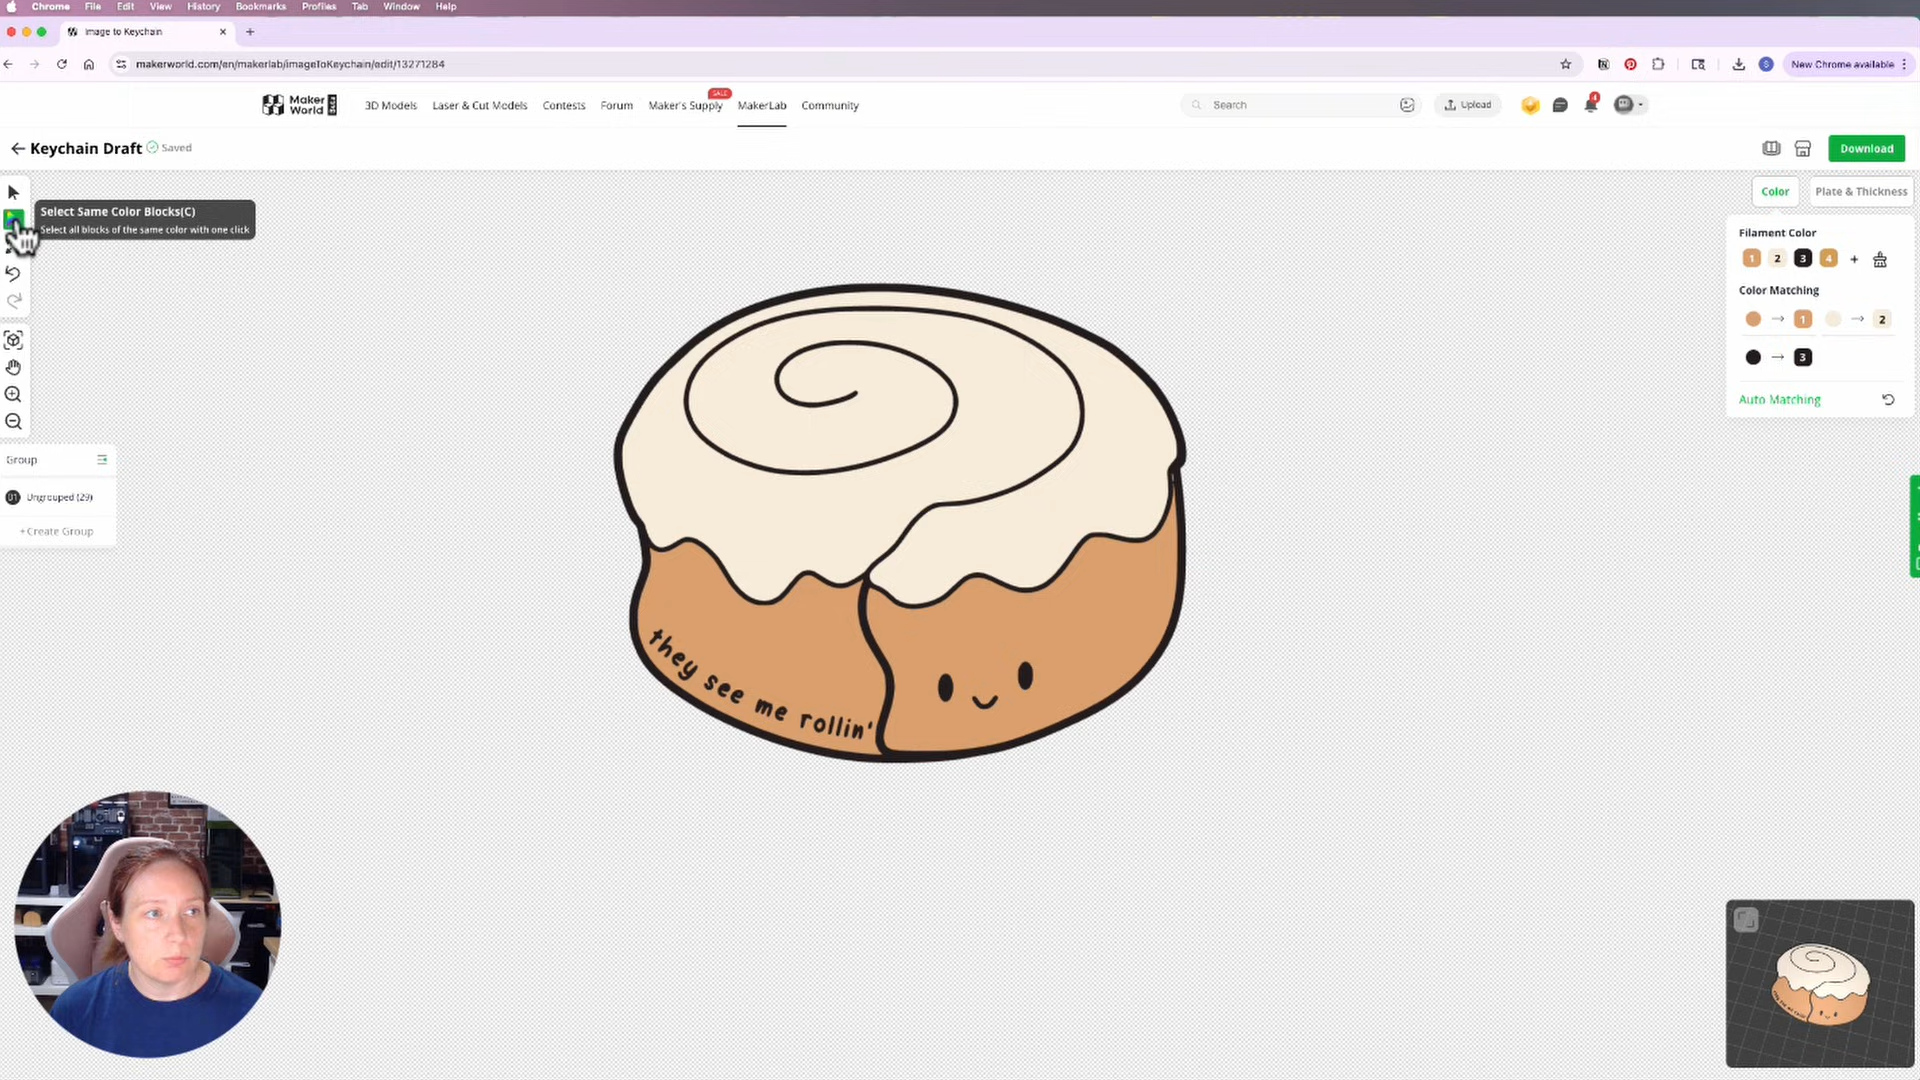 Chrome File Edit View History Bookmarks Profiles Tab Window Help
Image to Keychain
makerworld.com/en/makerlab/imageToKeychain/edit/13271284
New Chrome available
SALE
Maker World Beta
3D Models Laser & Cut Models Contests Forum Maker's Supply MakerLab Community
Search
Upload
4
Keychain Draft Saved
Download
Color Plate & Thickness
Select Same Color Blocks(C)
Select all blocks of the same color with one click
Filament Color
1 2 3 4 +
Color Matching
1 2
3
Auto Matching
Group
01 Ungrouped (29)
+Create Group
they see me rollin'